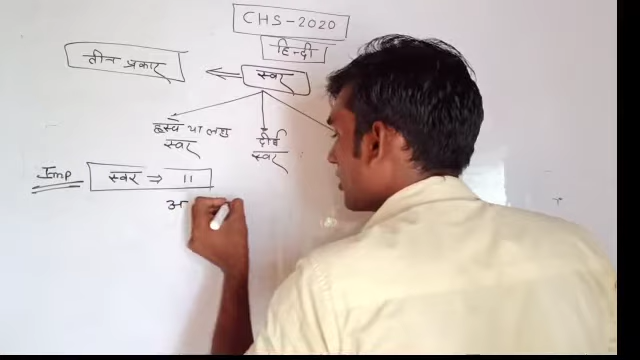 CHS-2020
हिन्दी
तीन प्रकार
स्वर
ह्रस्व या लघु
स्वर
दीर्घ
स्वर
Imp
स्वर ⇒ 11
अ